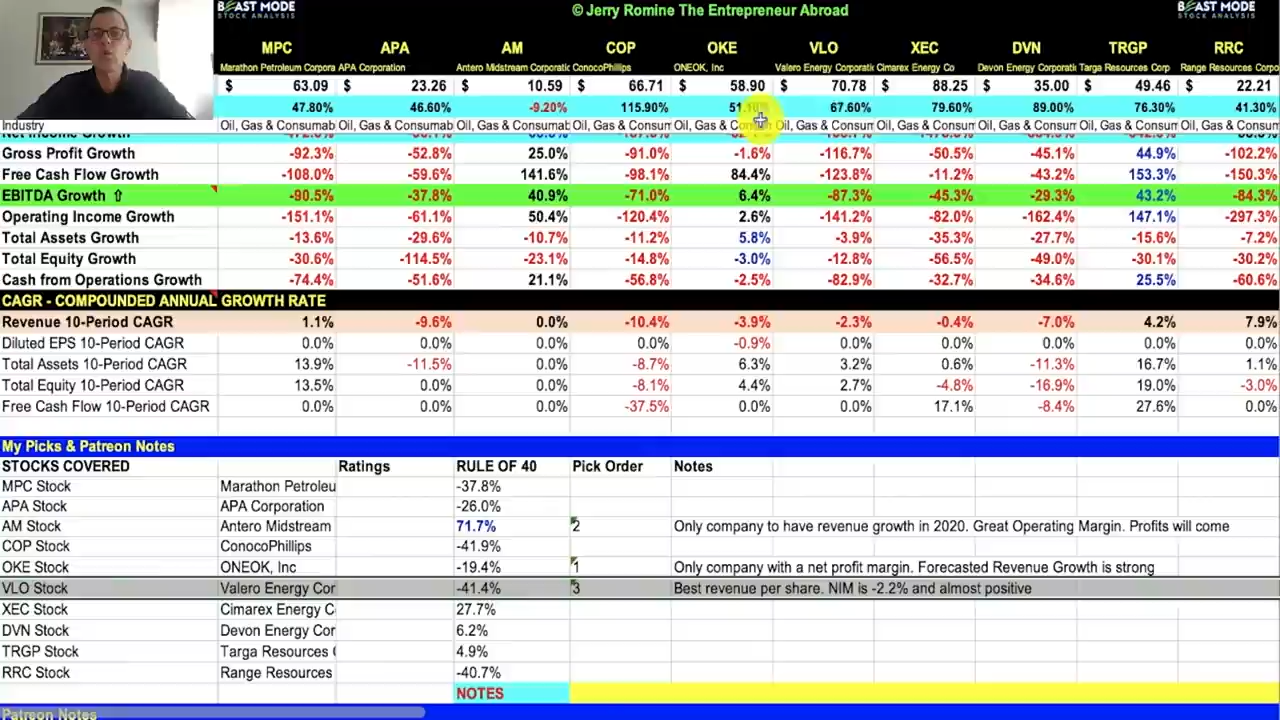 BEAST MODE
STOCK ANALYSIS
© Jerry Romine The Entrepreneur Abroad
BEAST MODE
STOCK ANALYSIS
MPC APA AM COP OKE VLO XEC DVN TRGP RRC
Marathon Petroleum Corpora APA Corporation Antero Midstream Corporatic ConocoPhillips ONEOK, Inc Valero Energy Corporatic Cimarex Energy Co Devon Energy Corporatic Targa Resources Corp Range Resources Corpo
$ 63.09 $ 23.26 $ 10.59 $ 66.71 $ 58.90 $ 70.78 $ 88.25 $ 35.00 $ 49.46 $ 22.21
47.80% 46.60% -9.20% 115.90% 67.60% 79.60% 89.00% 76.30% 41.30%
Industry Oil, Gas & Consumab Oil, Gas & Consumab Oil, Gas & Consumab Oil, Gas & Consum Oil, Gas & Consum Oil, Gas & Consum Oil, Gas & Consum Oil, Gas & Consum Oil, Gas & Consum Oil, Gas & Consum
Net Income Growth
Gross Profit Growth -92.3% -52.8% 25.0% -91.0% -1.6% -116.7% -50.5% -45.1% 44.9% -102.2%
Free Cash Flow Growth -108.0% -59.6% 141.6% -98.1% 84.4% -123.8% -11.2% -43.2% 153.3% -150.3%
EBITDA Growth ⇧ -90.5% -37.8% 40.9% -71.0% 6.4% -87.3% -45.3% -29.3% 43.2% -84.3%
Operating Income Growth -151.1% -61.1% 50.4% -120.4% 2.6% -141.2% -82.0% -162.4% 147.1% -297.3%
Total Assets Growth -13.6% -29.6% -10.7% -11.2% 5.8% -3.9% -35.3% -27.7% -15.6% -7.2%
Total Equity Growth -30.6% -114.5% -23.1% -14.8% -3.0% -12.8% -56.5% -49.0% -30.1% -30.2%
Cash from Operations Growth -74.4% -51.6% 21.1% -56.8% -2.5% -82.9% -32.7% -34.6% 25.5% -60.6%
CAGR - COMPOUNDED ANNUAL GROWTH RATE
Revenue 10-Period CAGR 1.1% -9.6% 0.0% -10.4% -3.9% -2.3% -0.4% -7.0% 4.2% 7.9%
Diluted EPS 10-Period CAGR 0.0% 0.0% 0.0% 0.0% -0.9% 0.0% 0.0% 0.0% 0.0% 0.0%
Total Assets 10-Period CAGR 13.9% -11.5% 0.0% -8.7% 6.3% 3.2% 0.6% -11.3% 16.7% 1.1%
Total Equity 10-Period CAGR 13.5% 0.0% 0.0% -8.1% 4.4% 2.7% -4.8% -16.9% 19.0% -3.0%
Free Cash Flow 10-Period CAGR 0.0% 0.0% 0.0% -37.5% 0.0% 0.0% 17.1% -8.4% 27.6% 0.0%
My Picks & Patreon Notes
STOCKS COVERED Ratings RULE OF 40 Pick Order Notes
MPC Stock Marathon Petroleu -37.8%
APA Stock APA Corporation -26.0%
AM Stock Antero Midstream 71.7% 2 Only company to have revenue growth in 2020. Great Operating Margin. Profits will come
COP Stock ConocoPhillips -41.9%
OKE Stock ONEOK, Inc -19.4% 1 Only company with a net profit margin. Forecasted Revenue Growth is strong
VLO Stock Valero Energy Cor -41.4% 3 Best revenue per share. NIM is -2.2% and almost positive
XEC Stock Cimarex Energy C 27.7%
DVN Stock Devon Energy Cor 6.2%
TRGP Stock Targa Resources ( 4.9%
RRC Stock Range Resources -40.7%
NOTES
Patreon Notes